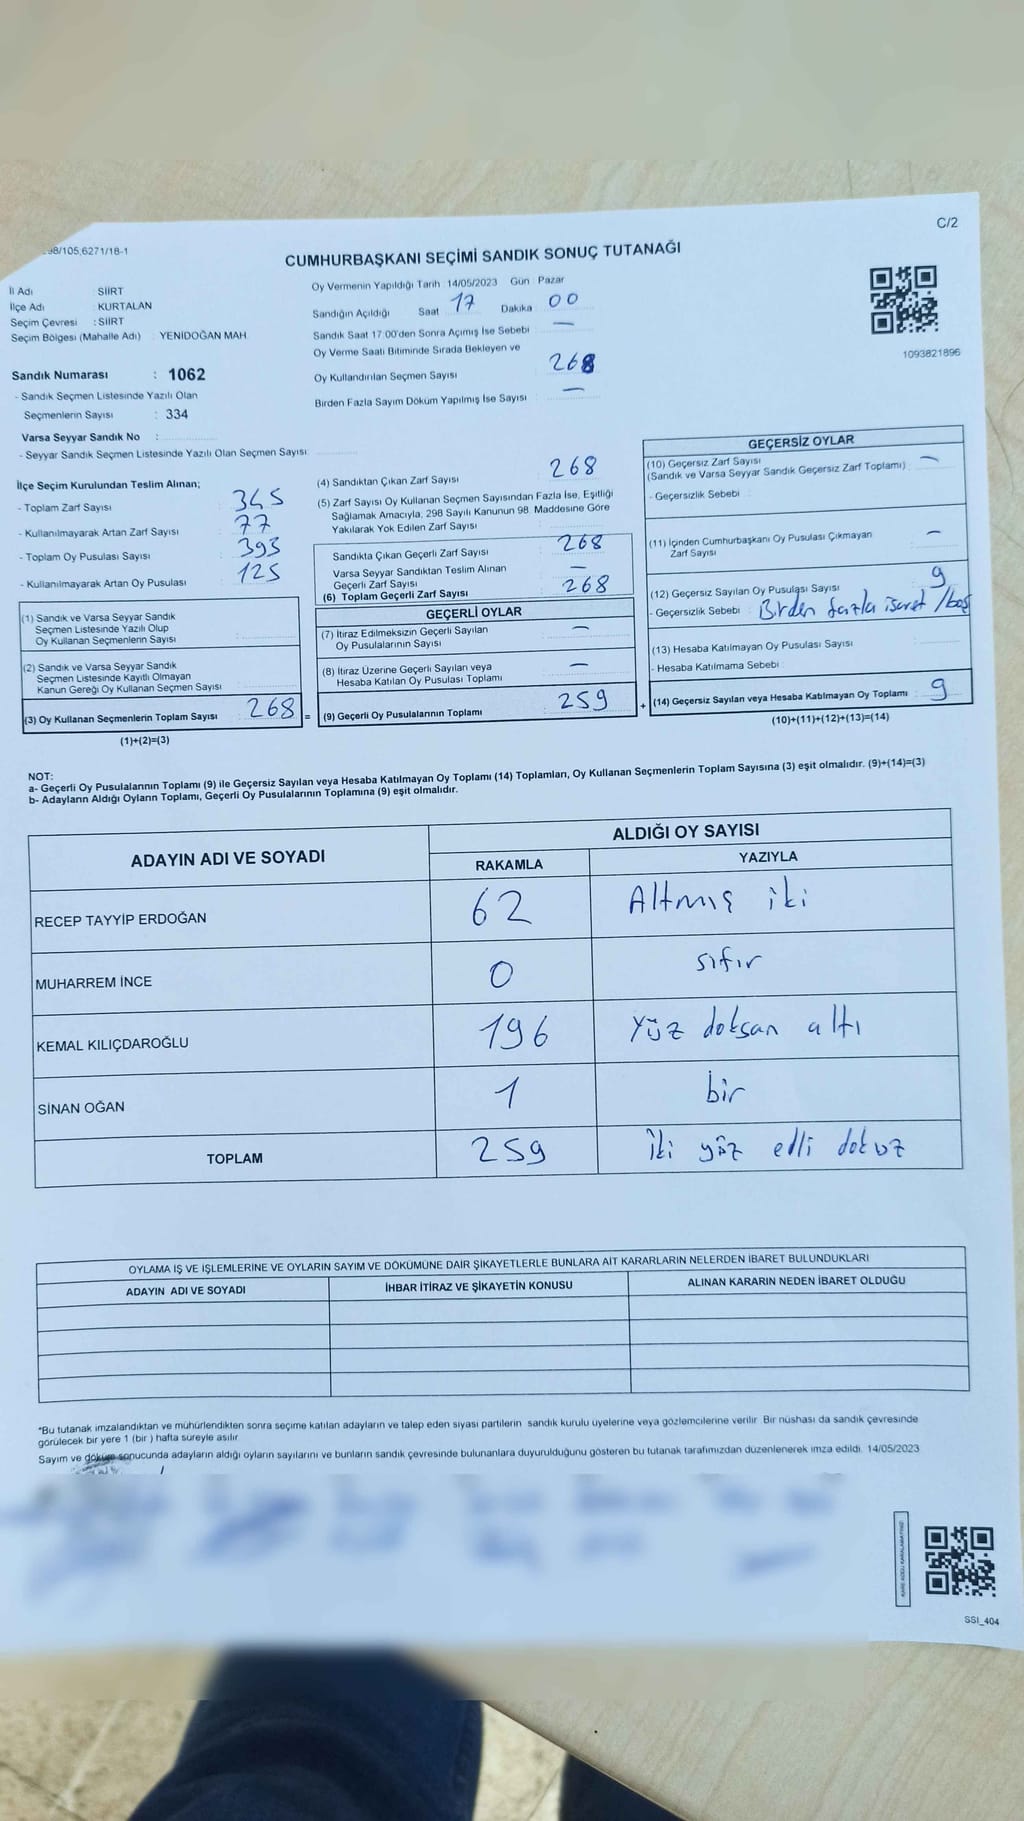 98/105,6271/18-1
C/2
CUMHURBAŞKANI SEÇİMİ SANDIK SONUÇ TUTANAĞI
İl Adı : SİİRT
İlçe Adı : KURTALAN
Seçim Çevresi : SİİRT
Seçim Bölgesi (Mahalle Adı) : YENİDOĞAN MAH
Sandık Numarası : 1062
- Sandık Seçmen Listesinde Yazılı Olan
Seçmenlerin Sayısı : 334
Varsa Seyyar Sandık No :
- Seyyar Sandık Seçmen Listesinde Yazılı Olan Seçmen Sayısı:
Oy Vermenin Yapıldığı Tarih : 14/05/2023 Gün : Pazar
Sandığın Açıldığı Saat 17 Dakika 00
Sandık Saat 17:00'den Sonra Açımış İse Sebebi : —
Oy Verme Saati Bitiminde Sırada Bekleyen ve
Oy Kullandırılan Seçmen Sayısı : 268
Birden Fazla Sayım Döküm Yapılmış İse Sayısı : —
1093821896
İlçe Seçim Kurulundan Teslim Alınan;
- Toplam Zarf Sayısı : 345
- Kullanılmayarak Artan Zarf Sayısı : 77
- Toplam Oy Pusulası Sayısı : 393
- Kullanılmayarak Artan Oy Pusulası : 125
(1) Sandık ve Varsa Seyyar Sandık
Seçmen Listesinde Yazılı Olup
Oy Kullanan Seçmenlerin Sayısı :
(2) Sandık ve Varsa Seyyar Sandık
Seçmen Listesinde Kayıtlı Olmayan
Kanun Gereği Oy Kullanan Seçmen Sayısı :
(3) Oy Kullanan Seçmenlerin Toplam Sayısı : 268 =
(1)+(2)=(3)
(4) Sandıktan Çıkan Zarf Sayısı : 268
(5) Zarf Sayısı Oy Kullanan Seçmen Sayısından Fazla İse, Eşitliği
Sağlamak Amacıyla, 298 Sayılı Kanunun 98. Maddesine Göre
Yakılarak Yok Edilen Zarf Sayısı :
Sandıkta Çıkan Geçerli Zarf Sayısı : 268
Varsa Seyyar Sandıktan Teslim Alınan
Geçerli Zarf Sayısı : —
(6) Toplam Geçerli Zarf Sayısı : 268
GEÇERLİ OYLAR
(7) İtiraz Edilmeksizin Geçerli Sayılan
Oy Pusulalarının Sayısı : —
(8) İtiraz Üzerine Geçerli Sayılan veya
Hesaba Katılan Oy Pusulası Toplamı : —
(9) Geçerli Oy Pusulalarının Toplamı : 259 +
GEÇERSİZ OYLAR
(10) Geçersiz Zarf Sayısı
(Sandık ve Varsa Seyyar Sandık Geçersiz Zarf Toplamı) : —
- Geçersizlik Sebebi :
(11) İçinden Cumhurbaşkanı Oy Pusulası Çıkmayan
Zarf Sayısı : —
(12) Geçersiz Sayılan Oy Pusulası Sayısı : 9
- Geçersizlik Sebebi : Birden fazla işaret / boş
(13) Hesaba Katılmayan Oy Pusulası Sayısı :
- Hesaba Katılmama Sebebi :
(14) Geçersiz Sayılan veya Hesaba Katılmayan Oy Toplamı : 9
(10)+(11)+(12)+(13)=(14)
NOT:
a- Geçerli Oy Pusulalarının Toplamı (9) ile Geçersiz Sayılan veya Hesaba Katılmayan Oy Toplamı (14) Toplamları, Oy Kullanan Seçmenlerin Toplam Sayısına (3) eşit olmalıdır. (9)+(14)=(3)
b- Adayların Aldığı Oyların Toplamı, Geçerli Oy Pusulalarının Toplamına (9) eşit olmalıdır.
ADAYIN ADI VE SOYADI
ALDIĞI OY SAYISI
RAKAMLA YAZIYLA
RECEP TAYYİP ERDOĞAN 62 Altmış iki
MUHARREM İNCE 0 sıfır
KEMAL KILIÇDAROĞLU 196 Yüz doksan altı
SİNAN OĞAN 1 bir
TOPLAM 259 İki yüz edli dokuz
OYLAMA İŞ VE İŞLEMLERİNE VE OYLARIN SAYIM VE DÖKÜMÜNE DAİR ŞİKAYETLERLE BUNLARA AİT KARARLARIN NELERDEN İBARET BULUNDUKLARI
ADAYIN ADI VE SOYADI İHBAR İTİRAZ VE ŞİKAYETİN KONUSU ALINAN KARARIN NEDEN İBARET OLDUĞU
*Bu tutanak imzalandıktan ve mühürlendikten sonra seçime katılan adayların ve talep eden siyasi partilerin sandık kurulu üyelerine veya gözlemcilerine verilir. Bir nüshası da sandık çevresinde
görülecek bir yere 1 (bir ) hafta süreyle asılır.
Sayım ve döküm sonucunda adayların aldığı oyların sayılarını ve bunların sandık çevresinde bulunanlara duyurulduğunu gösteren bu tutanak tarafımızdan düzenlenerek imza edildi. 14/05/2023
SSI_404